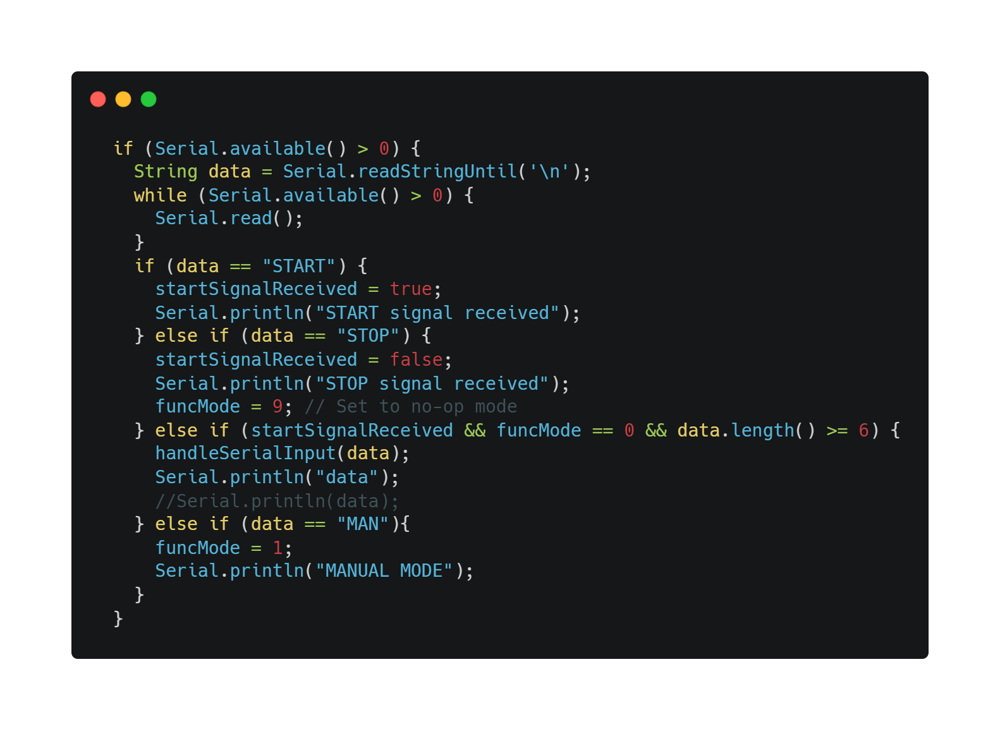 if (Serial.available() > 0) {
  String data = Serial.readStringUntil('\n');
  while (Serial.available() > 0) {
    Serial.read();
  }
  if (data == "START") {
    startSignalReceived = true;
    Serial.println("START signal received");
  } else if (data == "STOP") {
    startSignalReceived = false;
    Serial.println("STOP signal received");
    funcMode = 9; // Set to no-op mode
  } else if (startSignalReceived && funcMode == 0 && data.length() >= 6) {
    handleSerialInput(data);
    Serial.println("data");
    //Serial.println(data);
  } else if (data == "MAN"){
    funcMode = 1;
    Serial.println("MANUAL MODE");
  }
}